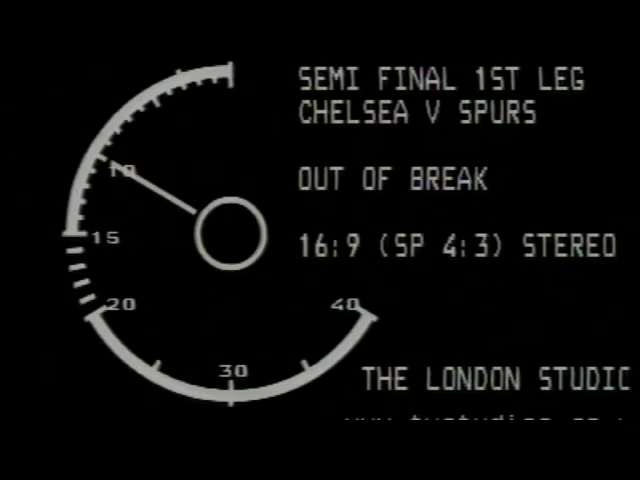 SEMI FINAL 1ST LEG
CHELSEA V SPURS
OUT OF BREAK
16:9 (SP 4:3) STEREO
10
15
20
40
30
THE LONDON STUDIO